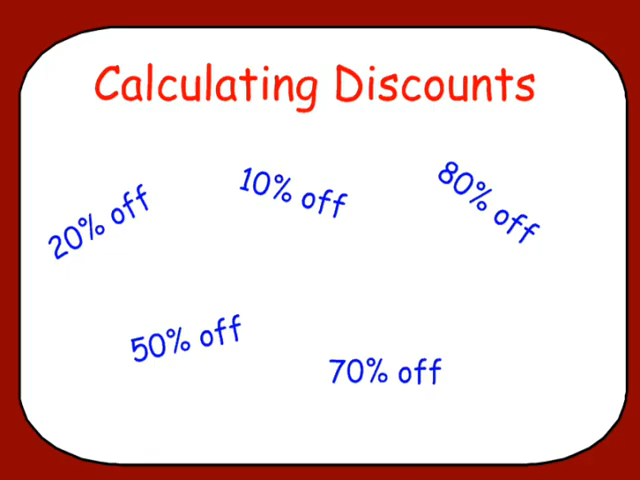 Calculating Discounts
20% off
10% off
80% off
50% off
70% off